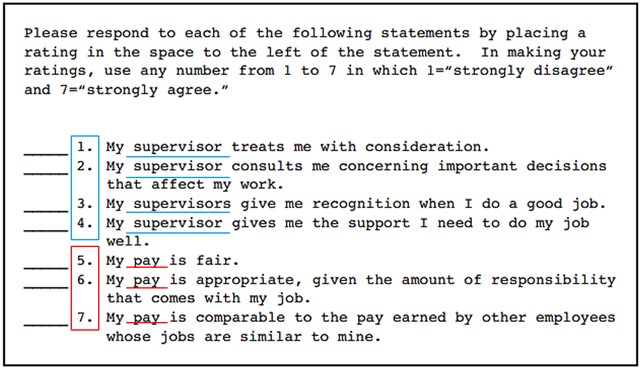 Please respond to each of the following statements by placing a
rating in the space to the left of the statement. In making your
ratings, use any number from 1 to 7 in which 1=“strongly disagree”
and 7=“strongly agree.”
_____ 1. My supervisor treats me with consideration.
_____ 2. My supervisor consults me concerning important decisions
that affect my work.
_____ 3. My supervisors give me recognition when I do a good job.
_____ 4. My supervisor gives me the support I need to do my job
well.
_____ 5. My pay is fair.
_____ 6. My pay is appropriate, given the amount of responsibility
that comes with my job.
_____ 7. My pay is comparable to the pay earned by other employees
whose jobs are similar to mine.